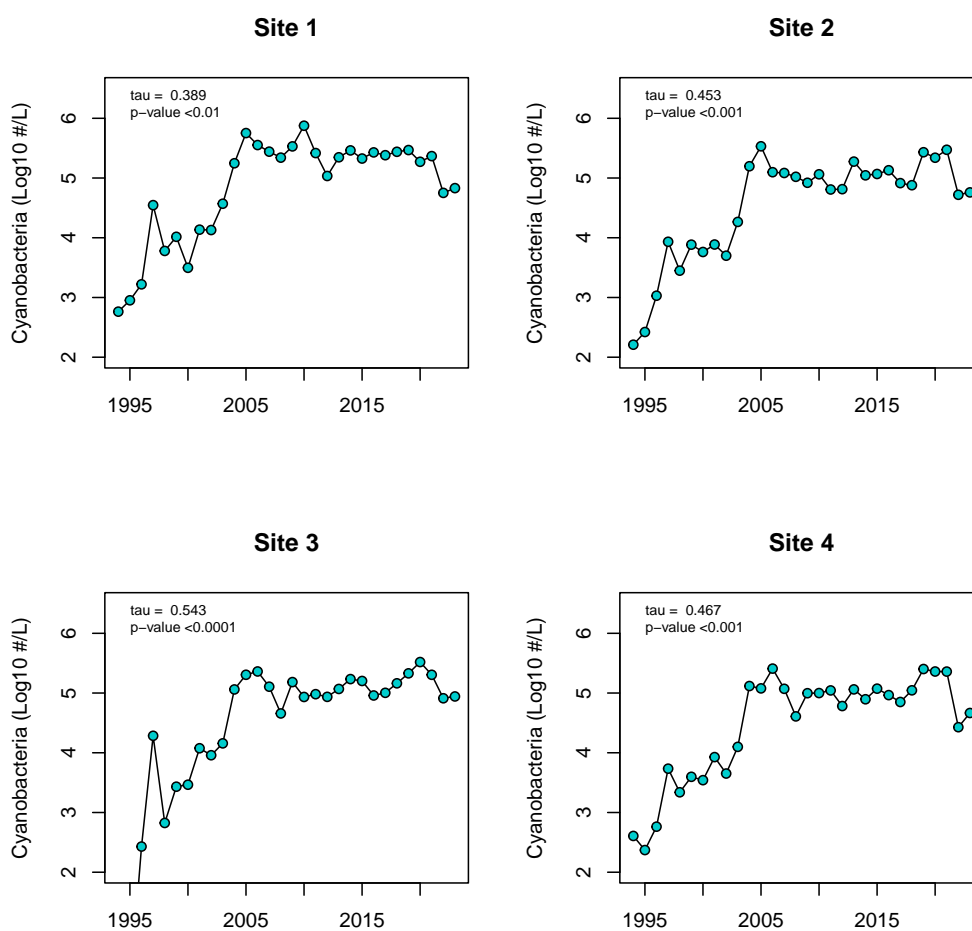 Site 1
tau = 0.389
p−value <0.01
Cyanobacteria (Log10 #/L)
6
5
4
3
2
1995 2005 2015
Site 2
tau = 0.453
p−value <0.001
Cyanobacteria (Log10 #/L)
6
5
4
3
2
1995 2005 2015
Site 3
tau = 0.543
p−value <0.0001
Cyanobacteria (Log10 #/L)
6
5
4
3
2
1995 2005 2015
Site 4
tau = 0.467
p−value <0.001
Cyanobacteria (Log10 #/L)
6
5
4
3
2
1995 2005 2015